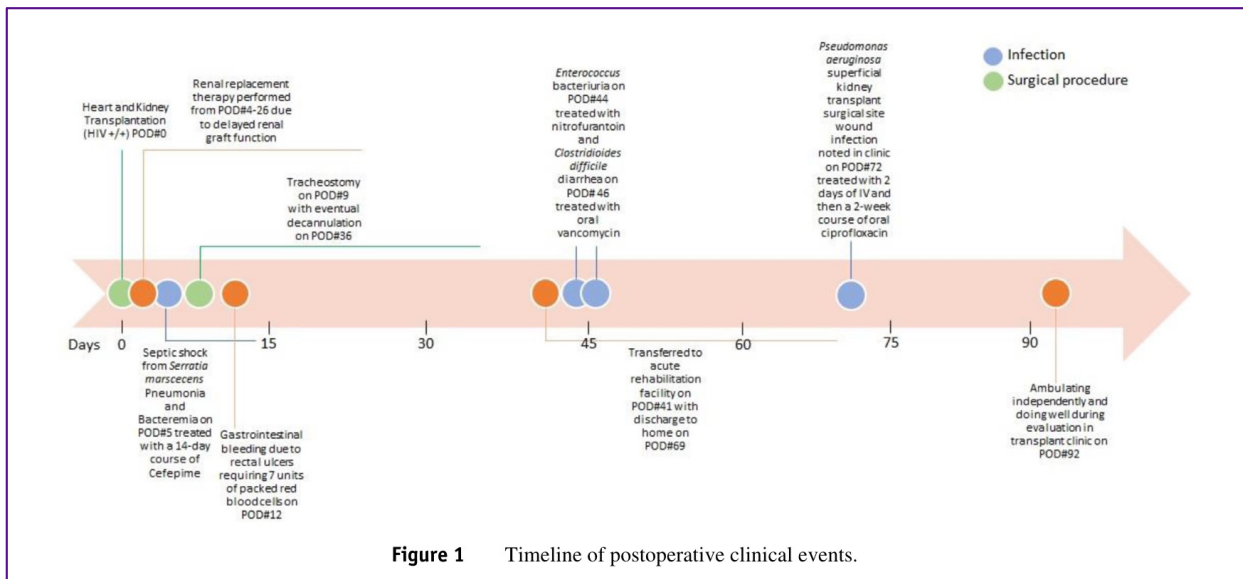 Heart and Kidney
Transplantation
(HIV +/+) POD#0
Renal replacement
therapy performed
from POD#4-26 due
to delayed renal
graft function
Tracheostomy
on POD#9
with eventual
decannulation
on POD#36
Enterococcus
bacteriuria on
POD#44
treated with
nitrofurantoin
and
Clostridioides
difficile
diarrhea on
POD#46
treated with
oral
vancomycin
Pseudomonas
aeruginosa
superficial
kidney
transplant
surgical site
wound
infection
noted in clinic
on POD#72
treated with 2
days of IV and
then a 2-week
course of oral
ciprofloxacin
Infection
Surgical procedure
Days 0 15 30 45 60 75 90
Septic shock
from Serratia
marscecens
Pneumonia
and
Bacteremia on
POD#5 treated
with a 14-day
course of
Cefepime
Gastrointestinal
bleeding due to
rectal ulcers
requiring 7 units
of packed red
blood cells on
POD#12
Transferred to
acute
rehabilitation
facility on
POD#41 with
discharge to
home on
POD#69
Ambulating
independently and
doing well during
evaluation in
transplant clinic on
POD#92
Figure 1 Timeline of postoperative clinical events.